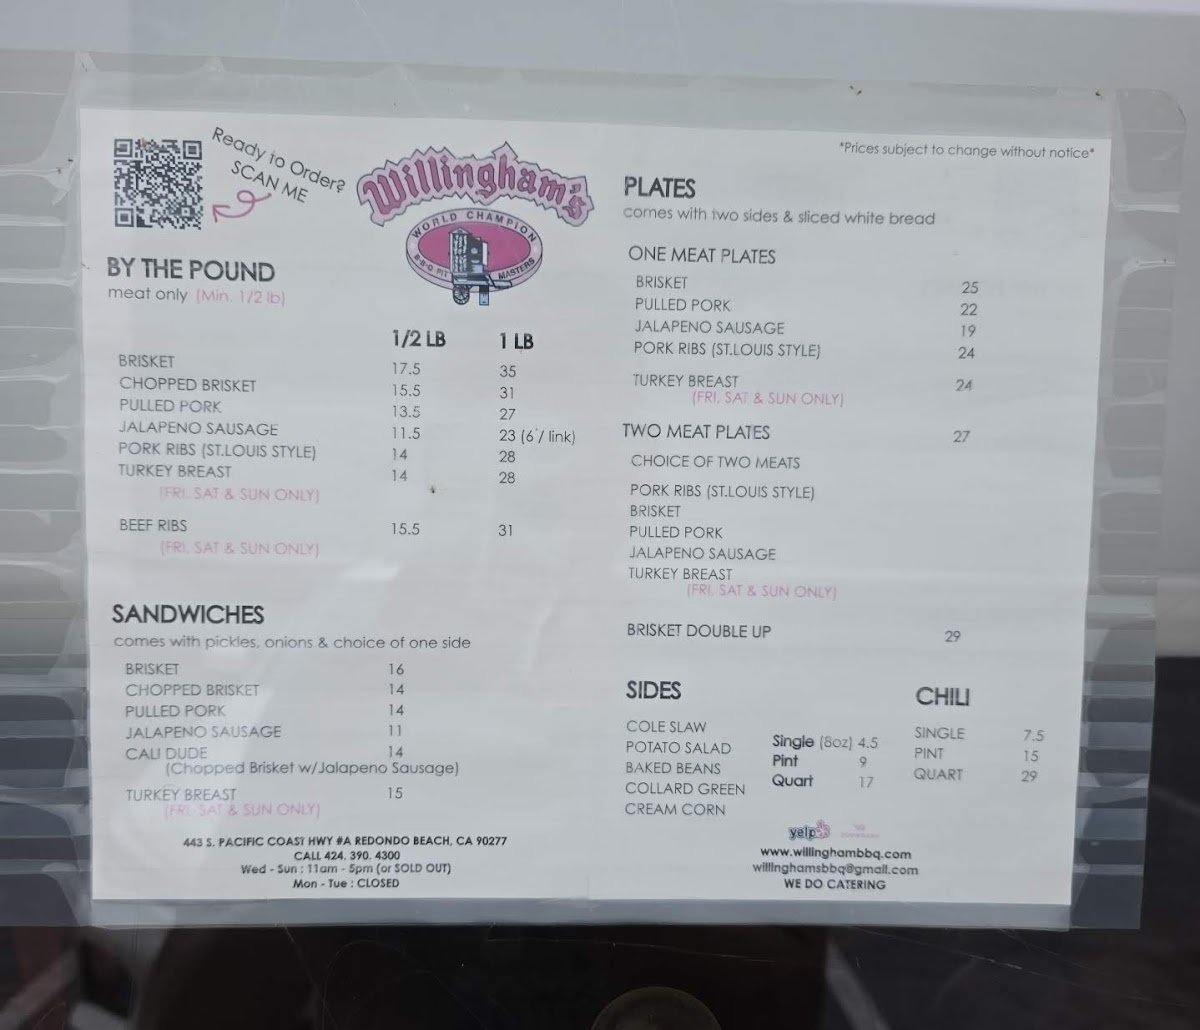 Ready to Order?
SCAN ME
Willingham's
WORLD CHAMPION
B-B-Q PIT MASTERS
BY THE POUND
meat only (Min. 1/2 lb)
1/2 LB 1 LB
BRISKET 17.5 35
CHOPPED BRISKET 15.5 31
PULLED PORK 13.5 27
JALAPENO SAUSAGE 11.5 23 (6 / link)
PORK RIBS (ST.LOUIS STYLE) 14 28
TURKEY BREAST 14 28
(FRI, SAT & SUN ONLY)
BEEF RIBS 15.5 31
(FRI, SAT & SUN ONLY)
SANDWICHES
comes with pickles, onions & choice of one side
BRISKET 16
CHOPPED BRISKET 14
PULLED PORK 14
JALAPENO SAUSAGE 11
CALI DUDE 14
(Chopped Brisket w/Jalapeno Sausage)
TURKEY BREAST 15
(FRI, SAT & SUN ONLY)
443 S. PACIFIC COAST HWY #A REDONDO BEACH, CA 90277
CALL 424. 390. 4300
Wed - Sun : 11am - 5pm (or SOLD OUT)
Mon - Tue : CLOSED
*Prices subject to change without notice*
PLATES
comes with two sides & sliced white bread
ONE MEAT PLATES
BRISKET 25
PULLED PORK 22
JALAPENO SAUSAGE 19
PORK RIBS (ST.LOUIS STYLE) 24
TURKEY BREAST 24
(FRI, SAT & SUN ONLY)
TWO MEAT PLATES 27
CHOICE OF TWO MEATS
PORK RIBS (ST.LOUIS STYLE)
BRISKET
PULLED PORK
JALAPENO SAUSAGE
TURKEY BREAST
(FRI, SAT & SUN ONLY)
BRISKET DOUBLE UP 29
SIDES
COLE SLAW
POTATO SALAD
BAKED BEANS
COLLARD GREEN
CREAM CORN
Single (8oz) 4.5
Pint 9
Quart 17
CHILI
SINGLE 7.5
PINT 15
QUART 29
yelp
www.willinghambbq.com
willinghamsbbq@gmail.com
WE DO CATERING